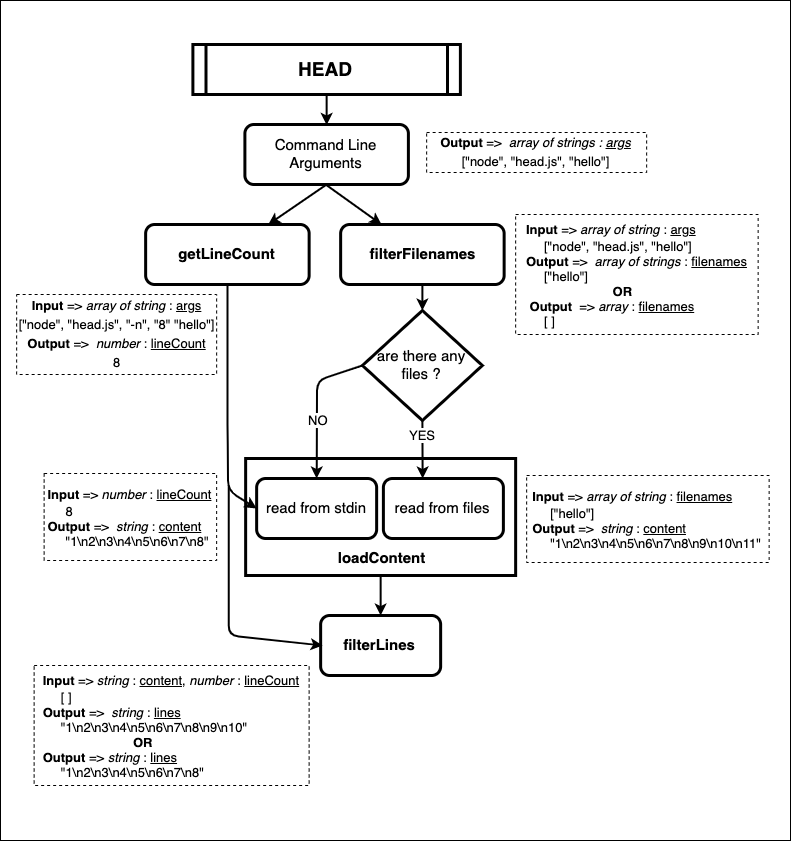 HEAD
Command Line
Arguments
Output => array of strings : args
["node", "head.js", "hello"]
getLineCount
filterFilenames
Input => array of string : args
["node", "head.js", "hello"]
Output => array of strings : filenames
["hello"]
OR
Output => array : filenames
[ ]
Input => array of string : args
["node", "head.js", "-n", "8" "hello"]
Output => number : lineCount
8
are there any
files ?
NO
YES
read from stdin
read from files
loadContent
Input => number : lineCount
8
Output => string : content
"1\n2\n3\n4\n5\n6\n7\n8"
Input => array of string : filenames
["hello"]
Output => string : content
"1\n2\n3\n4\n5\n6\n7\n8\n9\n10\n11"
filterLines
Input => string : content, number : lineCount
[ ]
Output => string : lines
"1\n2\n3\n4\n5\n6\n7\n8\n9\n10"
OR
Output => string : lines
"1\n2\n3\n4\n5\n6\n7\n8"